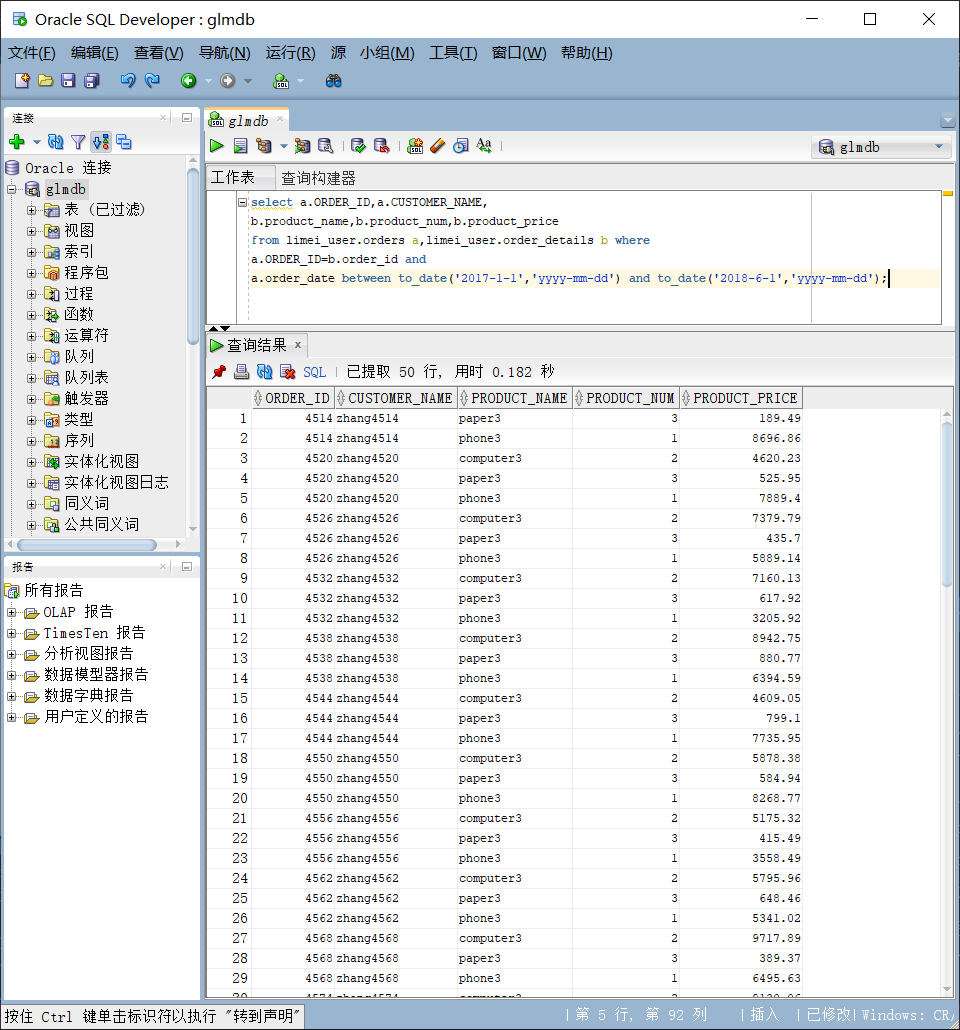 Oracle SQL Developer : glmdb
文件(F) 编辑(E) 查看(V) 导航(N) 运行(R) 源 小组(M) 工具(T) 窗口(W) 帮助(H)
连接
Oracle 连接
glmdb
表 (已过滤)
视图
索引
程序包
过程
函数
运算符
队列
队列表
触发器
类型
序列
实体化视图
实体化视图日志
同义词
公共同义词
报告
所有报告
OLAP 报告
TimesTen 报告
分析视图报告
数据模型器报告
数据字典报告
用户定义的报告
glmdb
glmdb
工作表 查询构建器
select a.ORDER_ID,a.CUSTOMER_NAME,
b.product_name,b.product_num,b.product_price
from limei_user.orders a,limei_user.order_details b where
a.ORDER_ID=b.order_id and
a.order_date between to_date('2017-1-1','yyyy-mm-dd') and to_date('2018-6-1','yyyy-mm-dd');
查询结果
SQL | 已提取 50 行, 用时 0.182 秒
ORDER_ID CUSTOMER_NAME PRODUCT_NAME PRODUCT_NUM PRODUCT_PRICE
1 4514 zhang4514 paper3 3 189.49
2 4514 zhang4514 phone3 1 8696.86
3 4520 zhang4520 computer3 2 4620.23
4 4520 zhang4520 paper3 3 525.95
5 4520 zhang4520 phone3 1 7889.4
6 4526 zhang4526 computer3 2 7379.79
7 4526 zhang4526 paper3 3 435.7
8 4526 zhang4526 phone3 1 5889.14
9 4532 zhang4532 computer3 2 7160.13
10 4532 zhang4532 paper3 3 617.92
11 4532 zhang4532 phone3 1 3205.92
12 4538 zhang4538 computer3 2 8942.75
13 4538 zhang4538 paper3 3 880.77
14 4538 zhang4538 phone3 1 6394.59
15 4544 zhang4544 computer3 2 4609.05
16 4544 zhang4544 paper3 3 799.1
17 4544 zhang4544 phone3 1 7735.95
18 4550 zhang4550 computer3 2 5878.38
19 4550 zhang4550 paper3 3 584.94
20 4550 zhang4550 phone3 1 8268.77
21 4556 zhang4556 computer3 2 5175.32
22 4556 zhang4556 paper3 3 415.49
23 4556 zhang4556 phone3 1 3558.49
24 4562 zhang4562 computer3 2 5795.96
25 4562 zhang4562 paper3 3 648.46
26 4562 zhang4562 phone3 1 5341.02
27 4568 zhang4568 computer3 2 9717.89
28 4568 zhang4568 paper3 3 389.37
29 4568 zhang4568 phone3 1 6495.63
按住 Ctrl 键单击标识符以执行 "转到声明"
| 第 5 行, 第 92 列 | 插入 | 已修改| Windows: CR